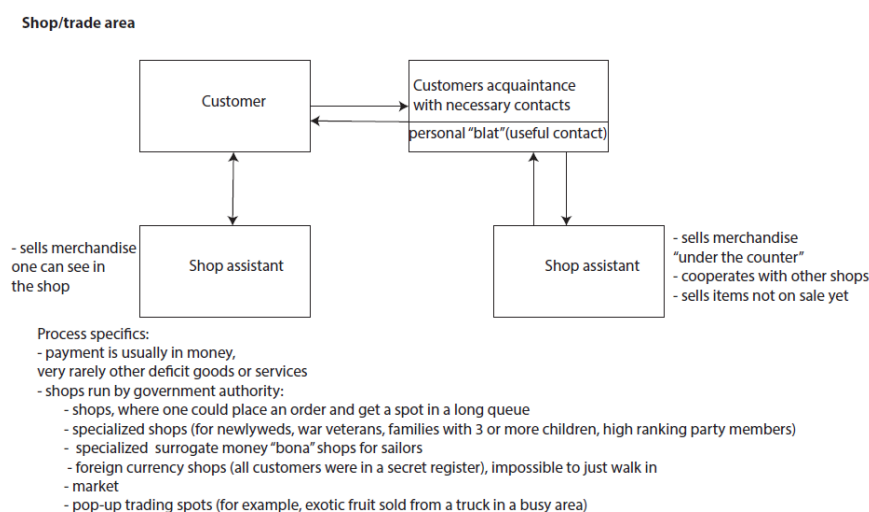 Shop/trade area
Customer
Customers acquaintance
with necessary contacts
personal “blat”(useful contact)
- sells merchandise
one can see in
the shop
Shop assistant
Shop assistant
- sells merchandise
“under the counter”
- cooperates with other shops
- sells items not on sale yet
Process specifics:
- payment is usually in money,
very rarely other deficit goods or services
- shops run by government authority:
- shops, where one could place an order and get a spot in a long queue
- specialized shops (for newlyweds, war veterans, families with 3 or more children, high ranking party members)
- specialized surrogate money “bona” shops for sailors
- foreign currency shops (all customers were in a secret register), impossible to just walk in
- market
- pop-up trading spots (for example, exotic fruit sold from a truck in a busy area)